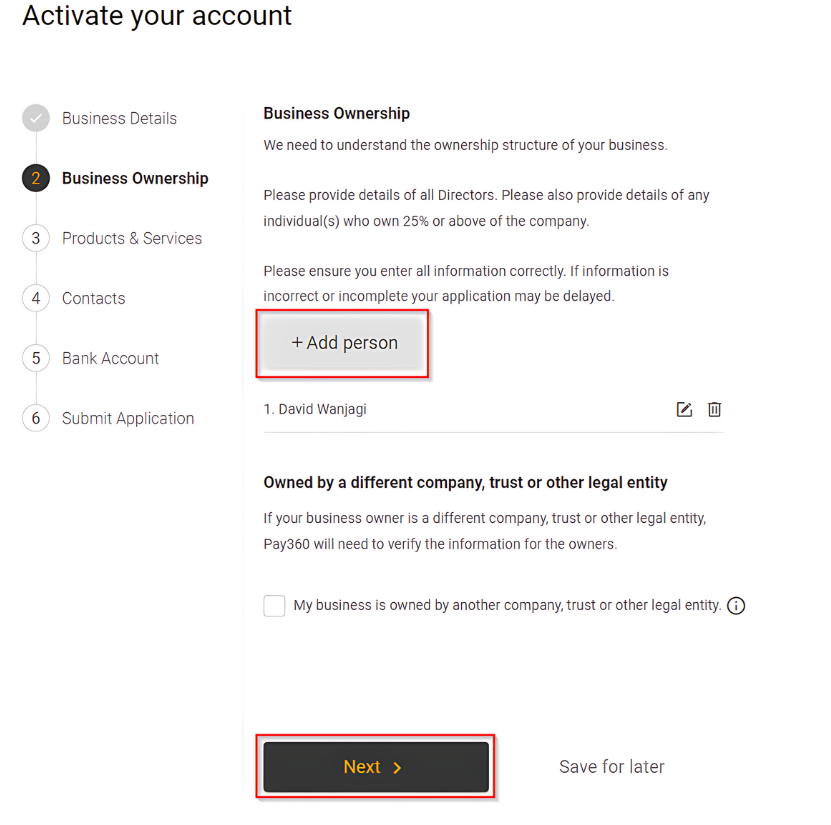 Activate your account
Business Details
2 Business Ownership
3 Products & Services
4 Contacts
5 Bank Account
6 Submit Application
Business Ownership
We need to understand the ownership structure of your business.
Please provide details of all Directors. Please also provide details of any
individual(s) who own 25% or above of the company.
Please ensure you enter all information correctly. If information is
incorrect or incomplete your application may be delayed.
+ Add person
1. David Wanjagi
Owned by a different company, trust or other legal entity
If your business owner is a different company, trust or other legal entity,
Pay360 will need to verify the information for the owners.
My business is owned by another company, trust or other legal entity.
Next >
Save for later